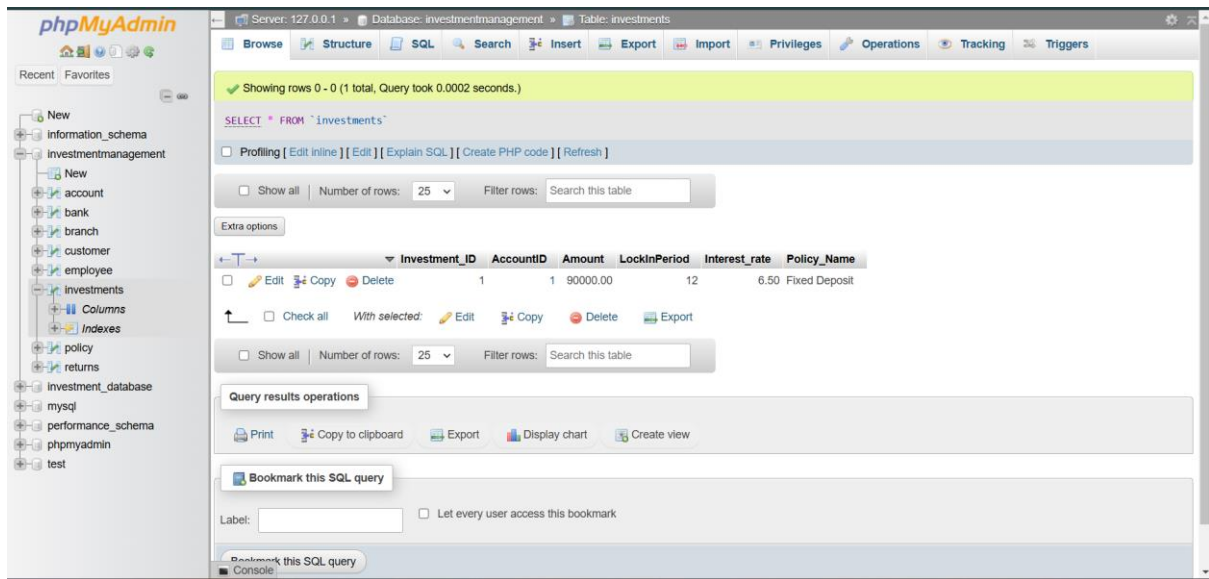 phpMyAdmin
Recent Favorites
New
information_schema
investmentmanagement
New
account
bank
branch
customer
employee
investments
Columns
Indexes
policy
returns
investment_database
mysql
performance_schema
phpmyadmin
test
Server: 127.0.0.1 » Database: investmentmanagement » Table: investments
Browse Structure SQL Search Insert Export Import Privileges Operations Tracking Triggers
Showing rows 0 - 0 (1 total, Query took 0.0002 seconds.)
SELECT * FROM `investments`
Profiling [ Edit inline ] [ Edit ] [ Explain SQL ] [ Create PHP code ] [ Refresh ]
Show all | Number of rows: 25 Filter rows: Search this table
Extra options
←T→ Investment_ID AccountID Amount LockInPeriod Interest_rate Policy_Name
Edit Copy Delete 1 1 90000.00 12 6.50 Fixed Deposit
Check all With selected: Edit Copy Delete Export
Show all | Number of rows: 25 Filter rows: Search this table
Query results operations
Print Copy to clipboard Export Display chart Create view
Bookmark this SQL query
Label: Let every user access this bookmark
Bookmark this SQL query
Console